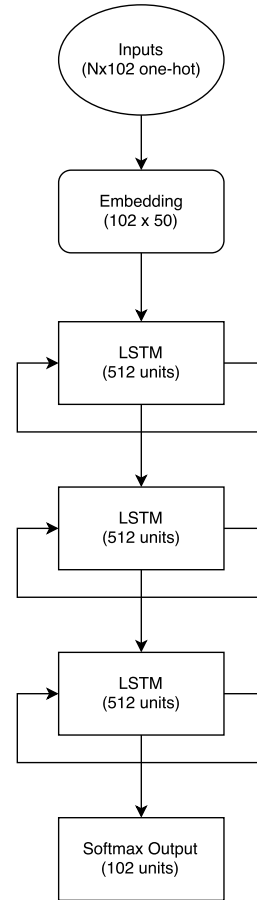 Inputs
(Nx102 one-hot)
Embedding
(102 x 50)
LSTM
(512 units)
LSTM
(512 units)
LSTM
(512 units)
Softmax Output
(102 units)